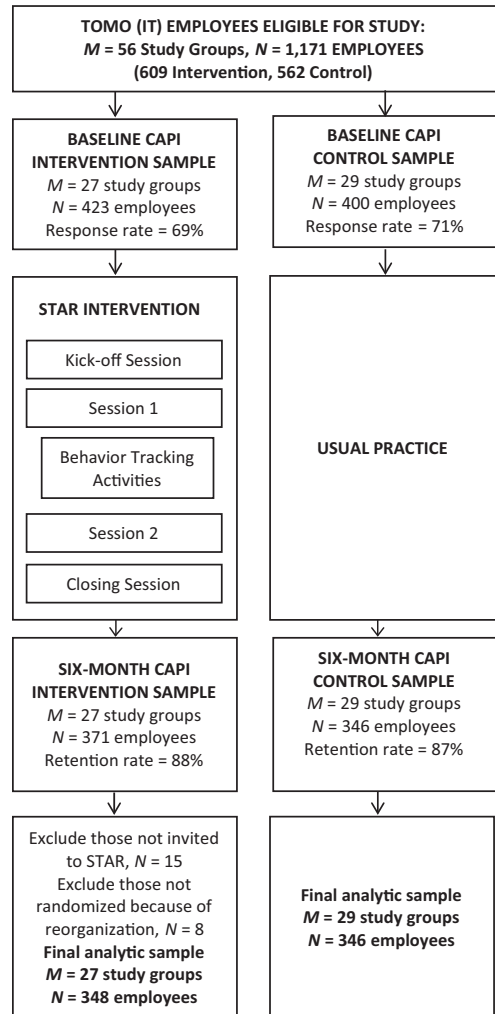 TOMO (IT) EMPLOYEES ELIGIBLE FOR STUDY:
M = 56 Study Groups, N = 1,171 EMPLOYEES
(609 Intervention, 562 Control)
BASELINE CAPI
INTERVENTION SAMPLE
M = 27 study groups
N = 423 employees
Response rate = 69%
BASELINE CAPI
CONTROL SAMPLE
M = 29 study groups
N = 400 employees
Response rate = 71%
STAR INTERVENTION
Kick-off Session
Session 1
Behavior Tracking
Activities
Session 2
Closing Session
USUAL PRACTICE
SIX-MONTH CAPI
INTERVENTION SAMPLE
M = 27 study groups
N = 371 employees
Retention rate = 88%
SIX-MONTH CAPI
CONTROL SAMPLE
M = 29 study groups
N = 346 employees
Retention rate = 87%
Exclude those not invited
to STAR, N = 15
Exclude those not
randomized because of
reorganization, N = 8
Final analytic sample
M = 27 study groups
N = 348 employees
Final analytic sample
M = 29 study groups
N = 346 employees